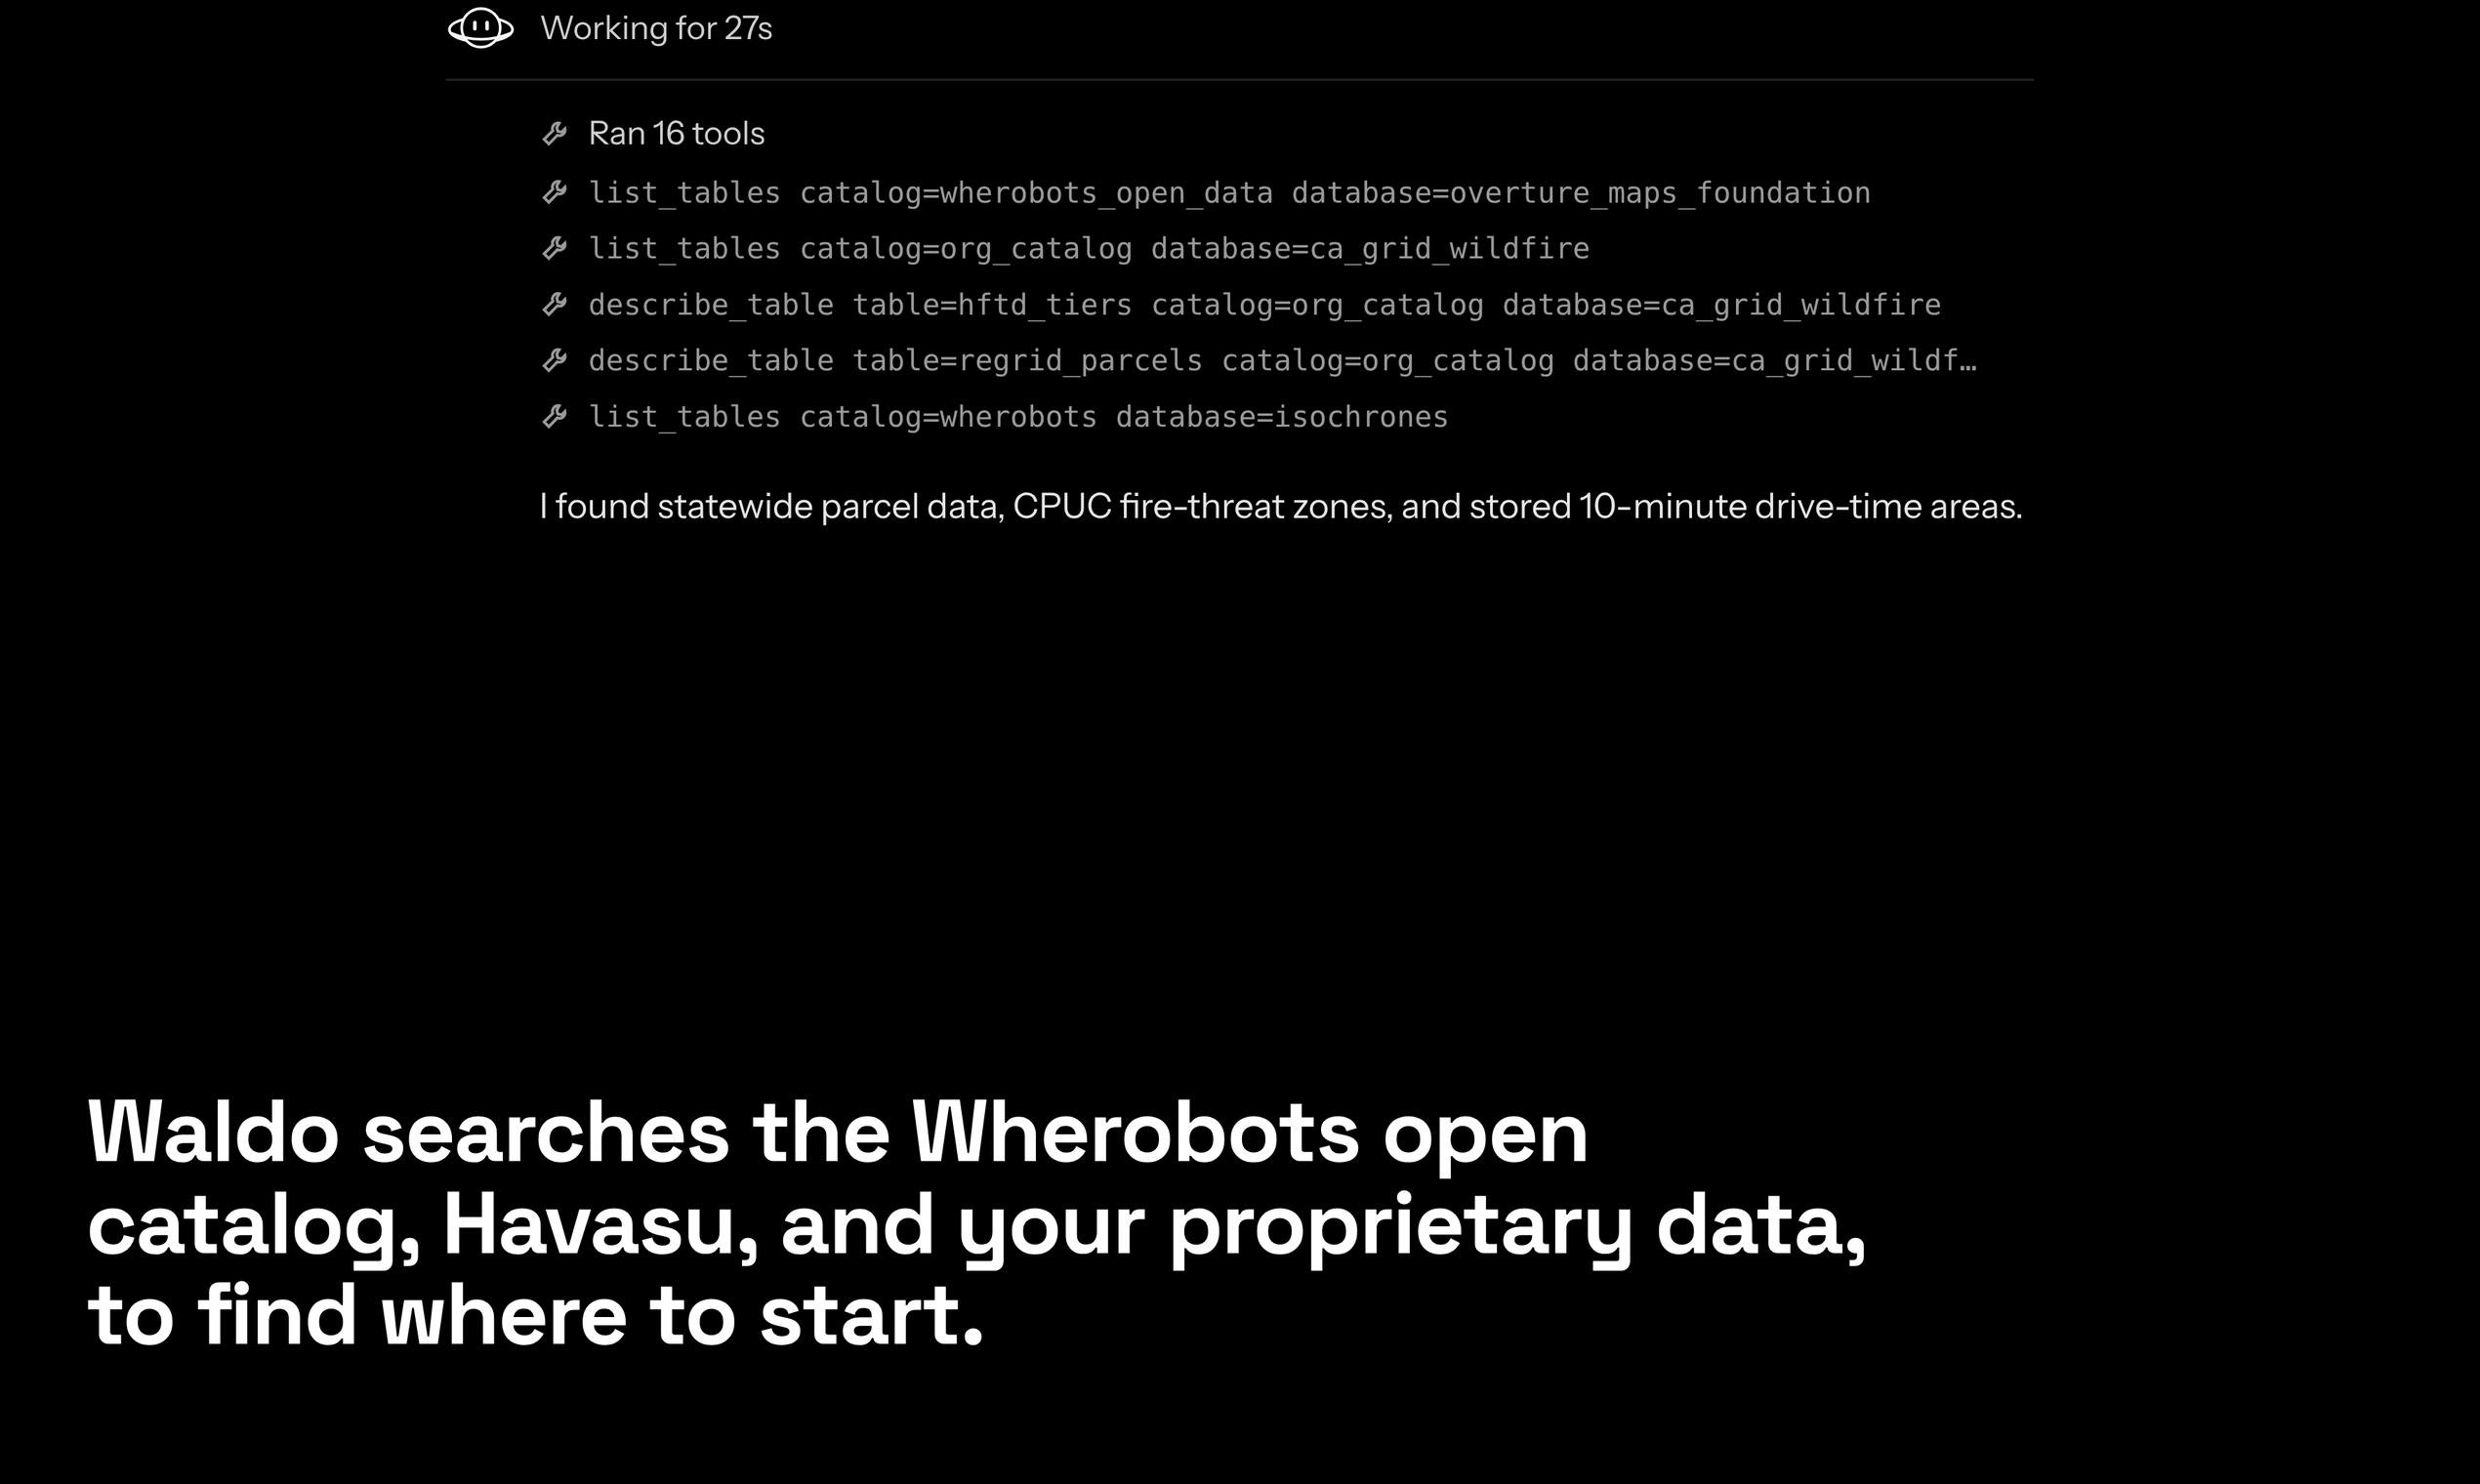 Working for 27s
Ran 16 tools
list_tables catalog=wherobots_open_data database=overture_maps_foundation
list_tables catalog=org_catalog database=ca_grid_wildfire
describe_table table=hftd_tiers catalog=org_catalog database=ca_grid_wildfire
describe_table table=regrid_parcels catalog=org_catalog database=ca_grid_wildf…
list_tables catalog=wherobots database=isochrones
I found statewide parcel data, CPUC fire-threat zones, and stored 10-minute drive-time areas.
Waldo searches the Wherobots open
catalog, Havasu, and your proprietary data,
to find where to start.